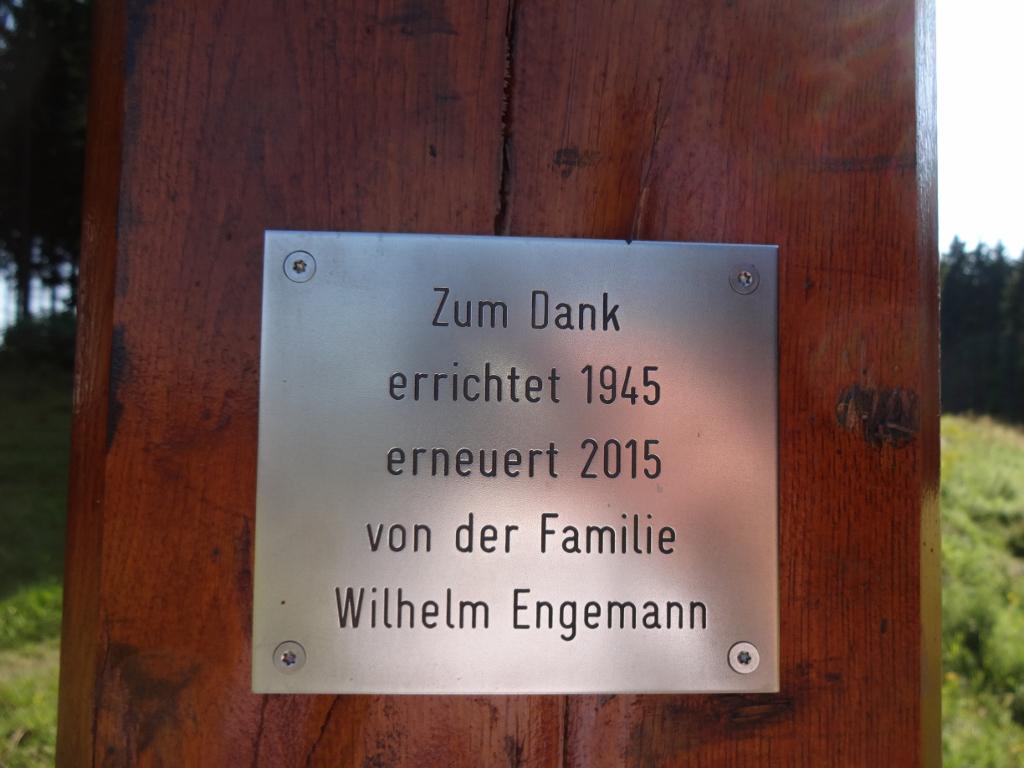 Zum Dank
errichtet 1945
erneuert 2015
von der Familie
Wilhelm Engemann